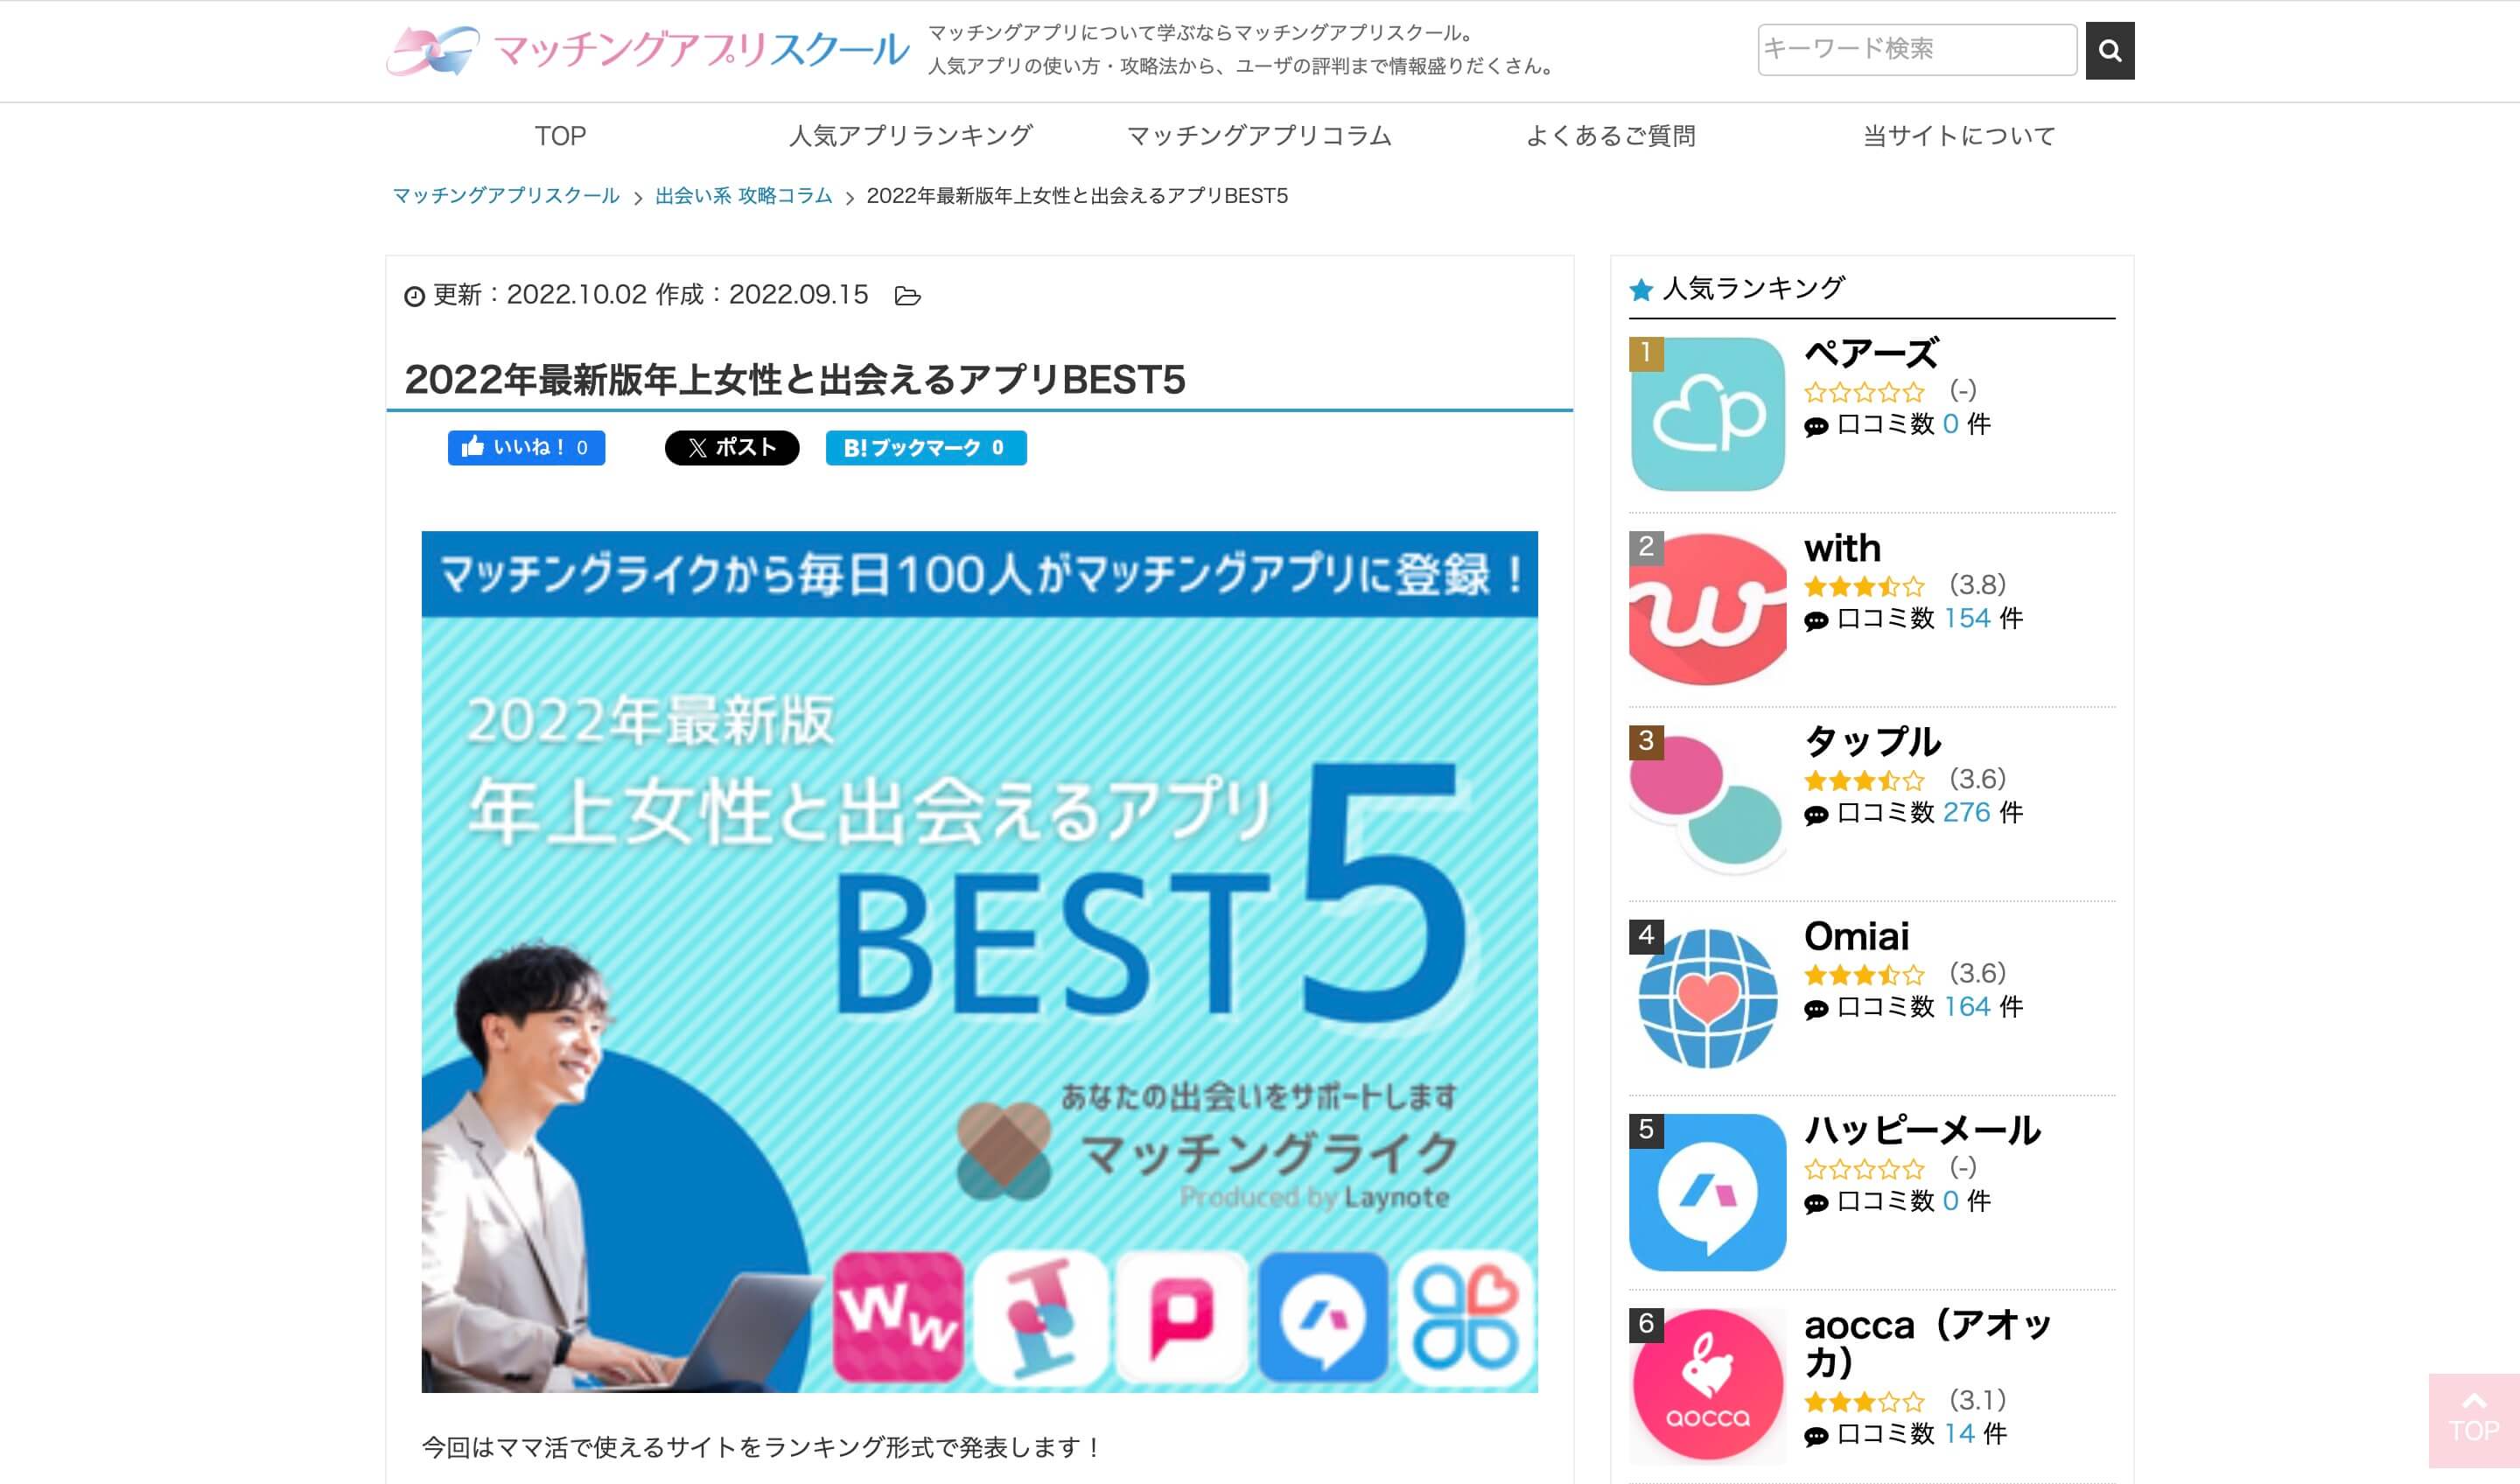 マッチングアプリスクール
マッチングアプリについて学ぶならマッチングアプリスクール。
人気アプリの使い方・攻略法から、ユーザの評判まで情報盛りだくさん。
キーワード検索
TOP
人気アプリランキング
マッチングアプリコラム
よくあるご質問
当サイトについて
マッチングアプリスクール > 出会い系 攻略コラム > 2022年最新版年上女性と出会えるアプリBEST5
更新：2022.10.02 作成：2022.09.15
2022年最新版年上女性と出会えるアプリBEST5
いいね！ 0
ポスト
B!ブックマーク 0
マッチングライクから毎日100人がマッチングアプリに登録！
2022年最新版
年上女性と出会えるアプリ
BEST5
あなたの出会いをサポートします
マッチングライク
Produced by Laynote
今回はママ活で使えるサイトをランキング形式で発表します！
人気ランキング
1
ペアーズ
(-)
口コミ数 0 件
2
with
(3.8)
口コミ数 154 件
3
タップル
(3.6)
口コミ数 276 件
4
Omiai
(3.6)
口コミ数 164 件
5
ハッピーメール
(-)
口コミ数 0 件
6
aocca
aocca（アオッ
カ）
(3.1)
口コミ数 14 件
TOP